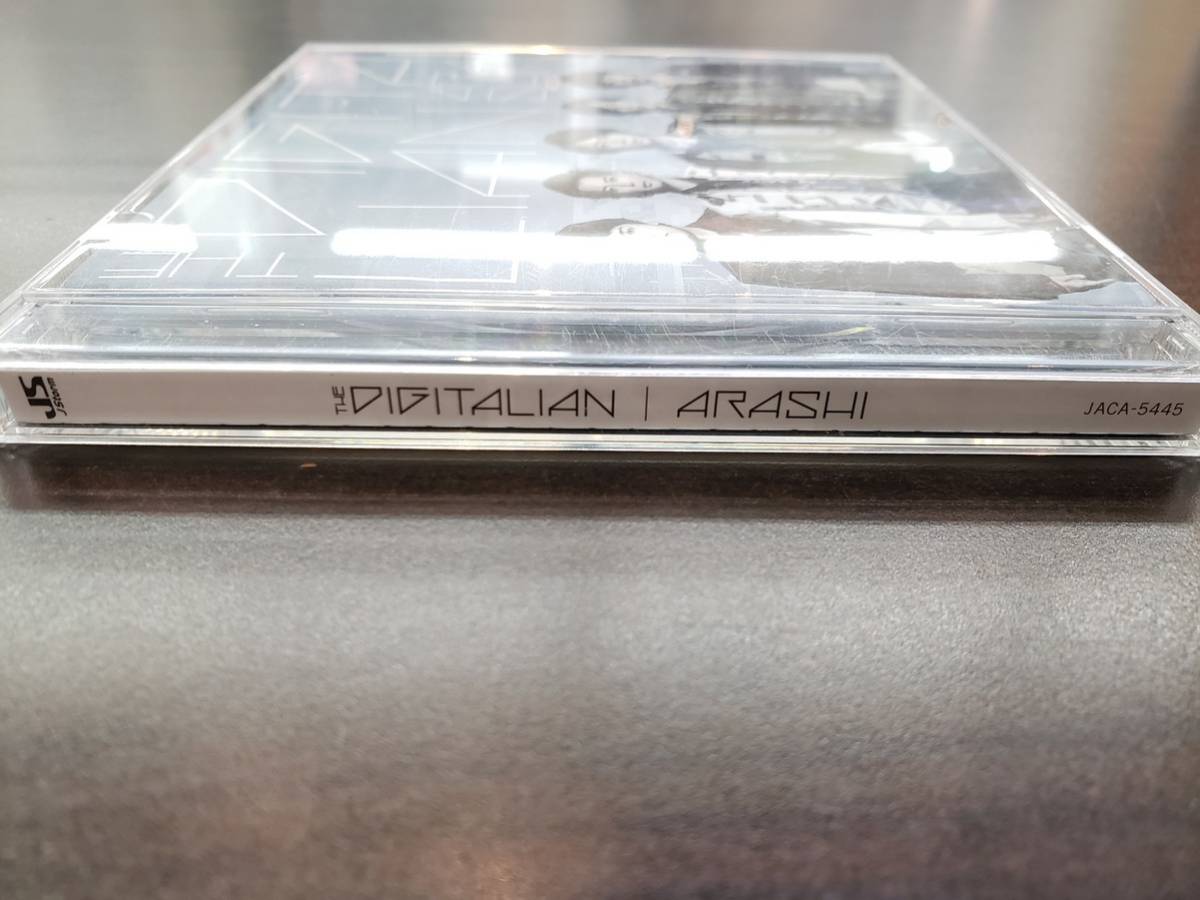 JS
J Storm
THE DIGITALIAN | ARASHI
JACA-5445